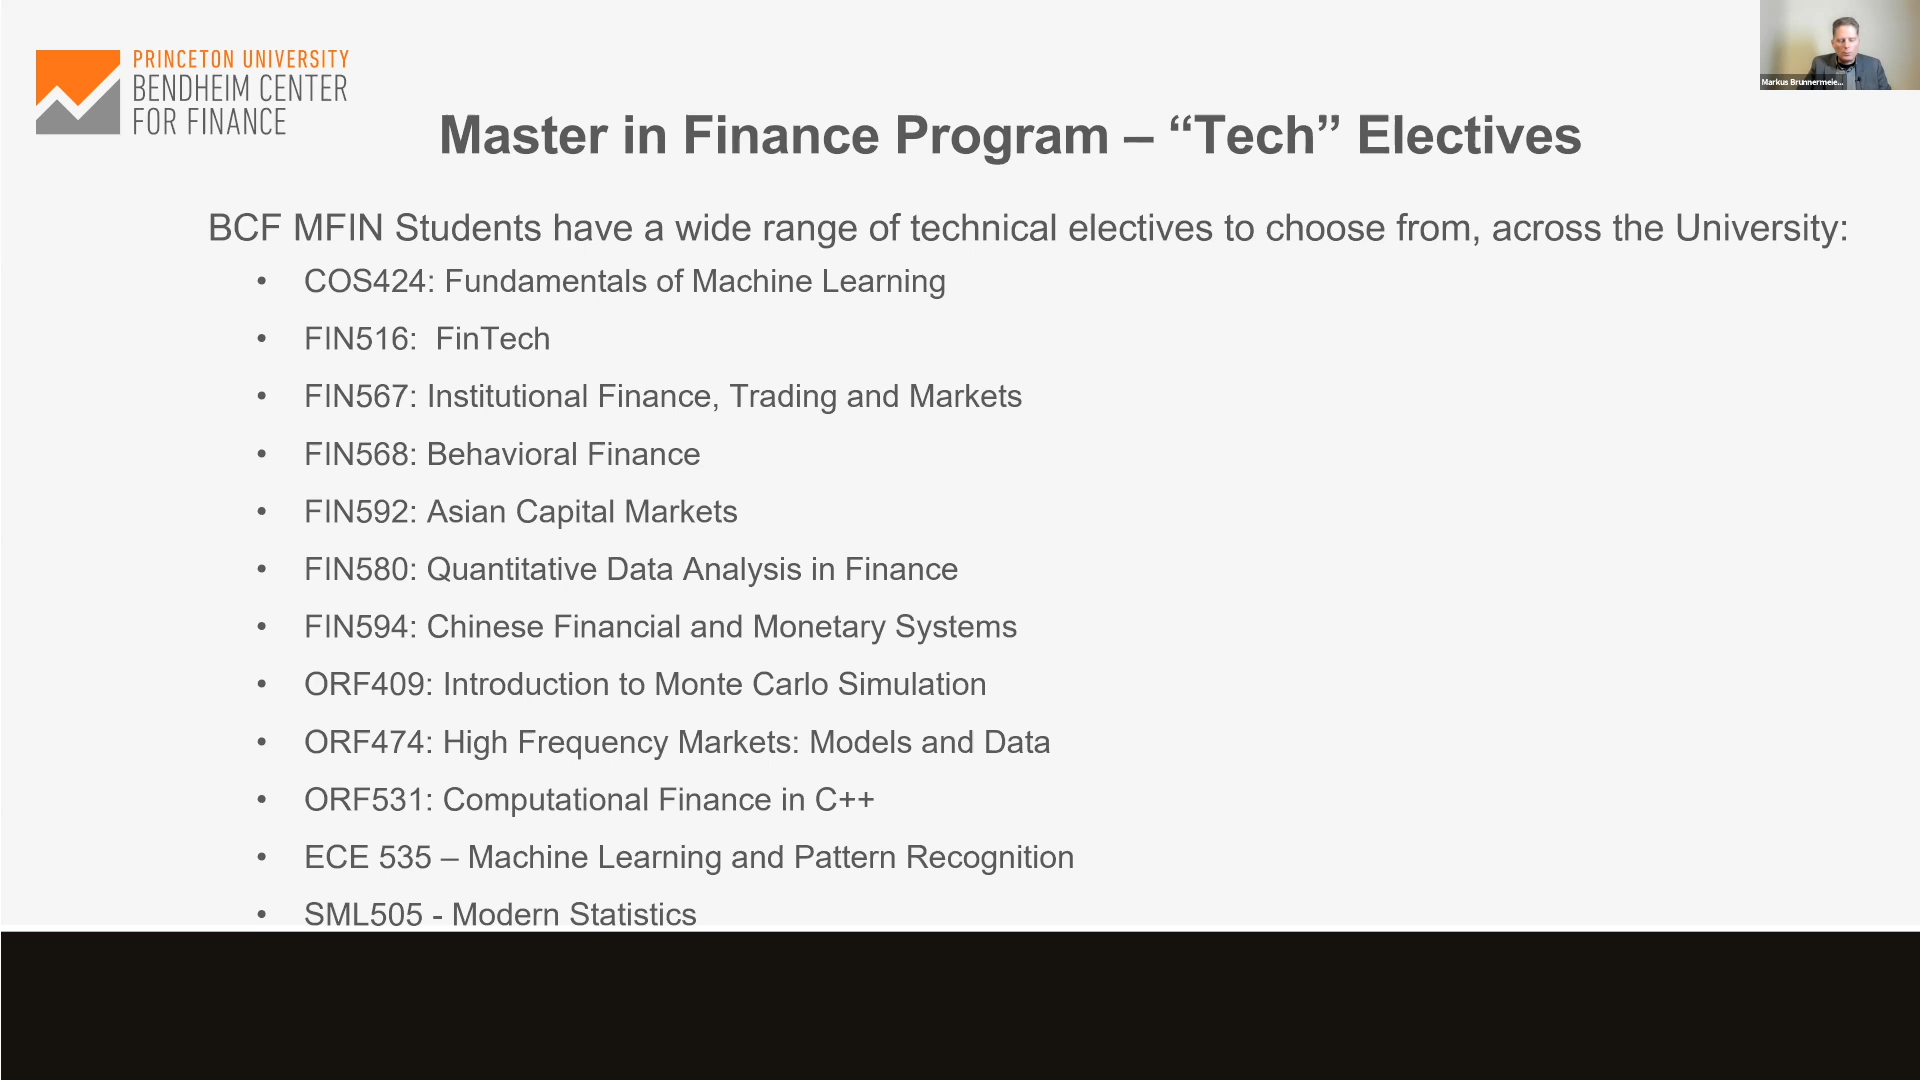 PRINCETON UNIVERSITY
BENDHEIM CENTER
FOR FINANCE
Markus Brunnermeie...
Master in Finance Program – “Tech” Electives
BCF MFIN Students have a wide range of technical electives to choose from, across the University:
• COS424: Fundamentals of Machine Learning
• FIN516:  FinTech
• FIN567: Institutional Finance, Trading and Markets
• FIN568: Behavioral Finance
• FIN592: Asian Capital Markets
• FIN580: Quantitative Data Analysis in Finance
• FIN594: Chinese Financial and Monetary Systems
• ORF409: Introduction to Monte Carlo Simulation
• ORF474: High Frequency Markets: Models and Data
• ORF531: Computational Finance in C++
• ECE 535 – Machine Learning and Pattern Recognition
• SML505 - Modern Statistics